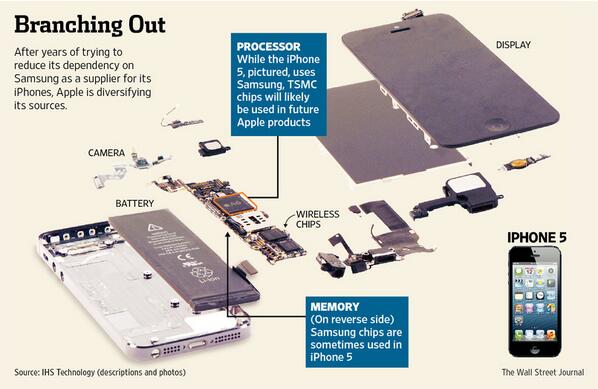 Branching Out
After years of trying to
reduce its dependency on
Samsung as a supplier for its
iPhones, Apple is diversifying
its sources.
PROCESSOR
While the iPhone
5, pictured, uses
Samsung, TSMC
chips will likely
be used in future
Apple products
DISPLAY
CAMERA
BATTERY
A6
WIRELESS
CHIPS
Li-ion
IPHONE 5
MEMORY
(On reverse side)
Samsung chips are
sometimes used in
iPhone 5
Source: IHS Technology (descriptions and photos)
The Wall Street Journal